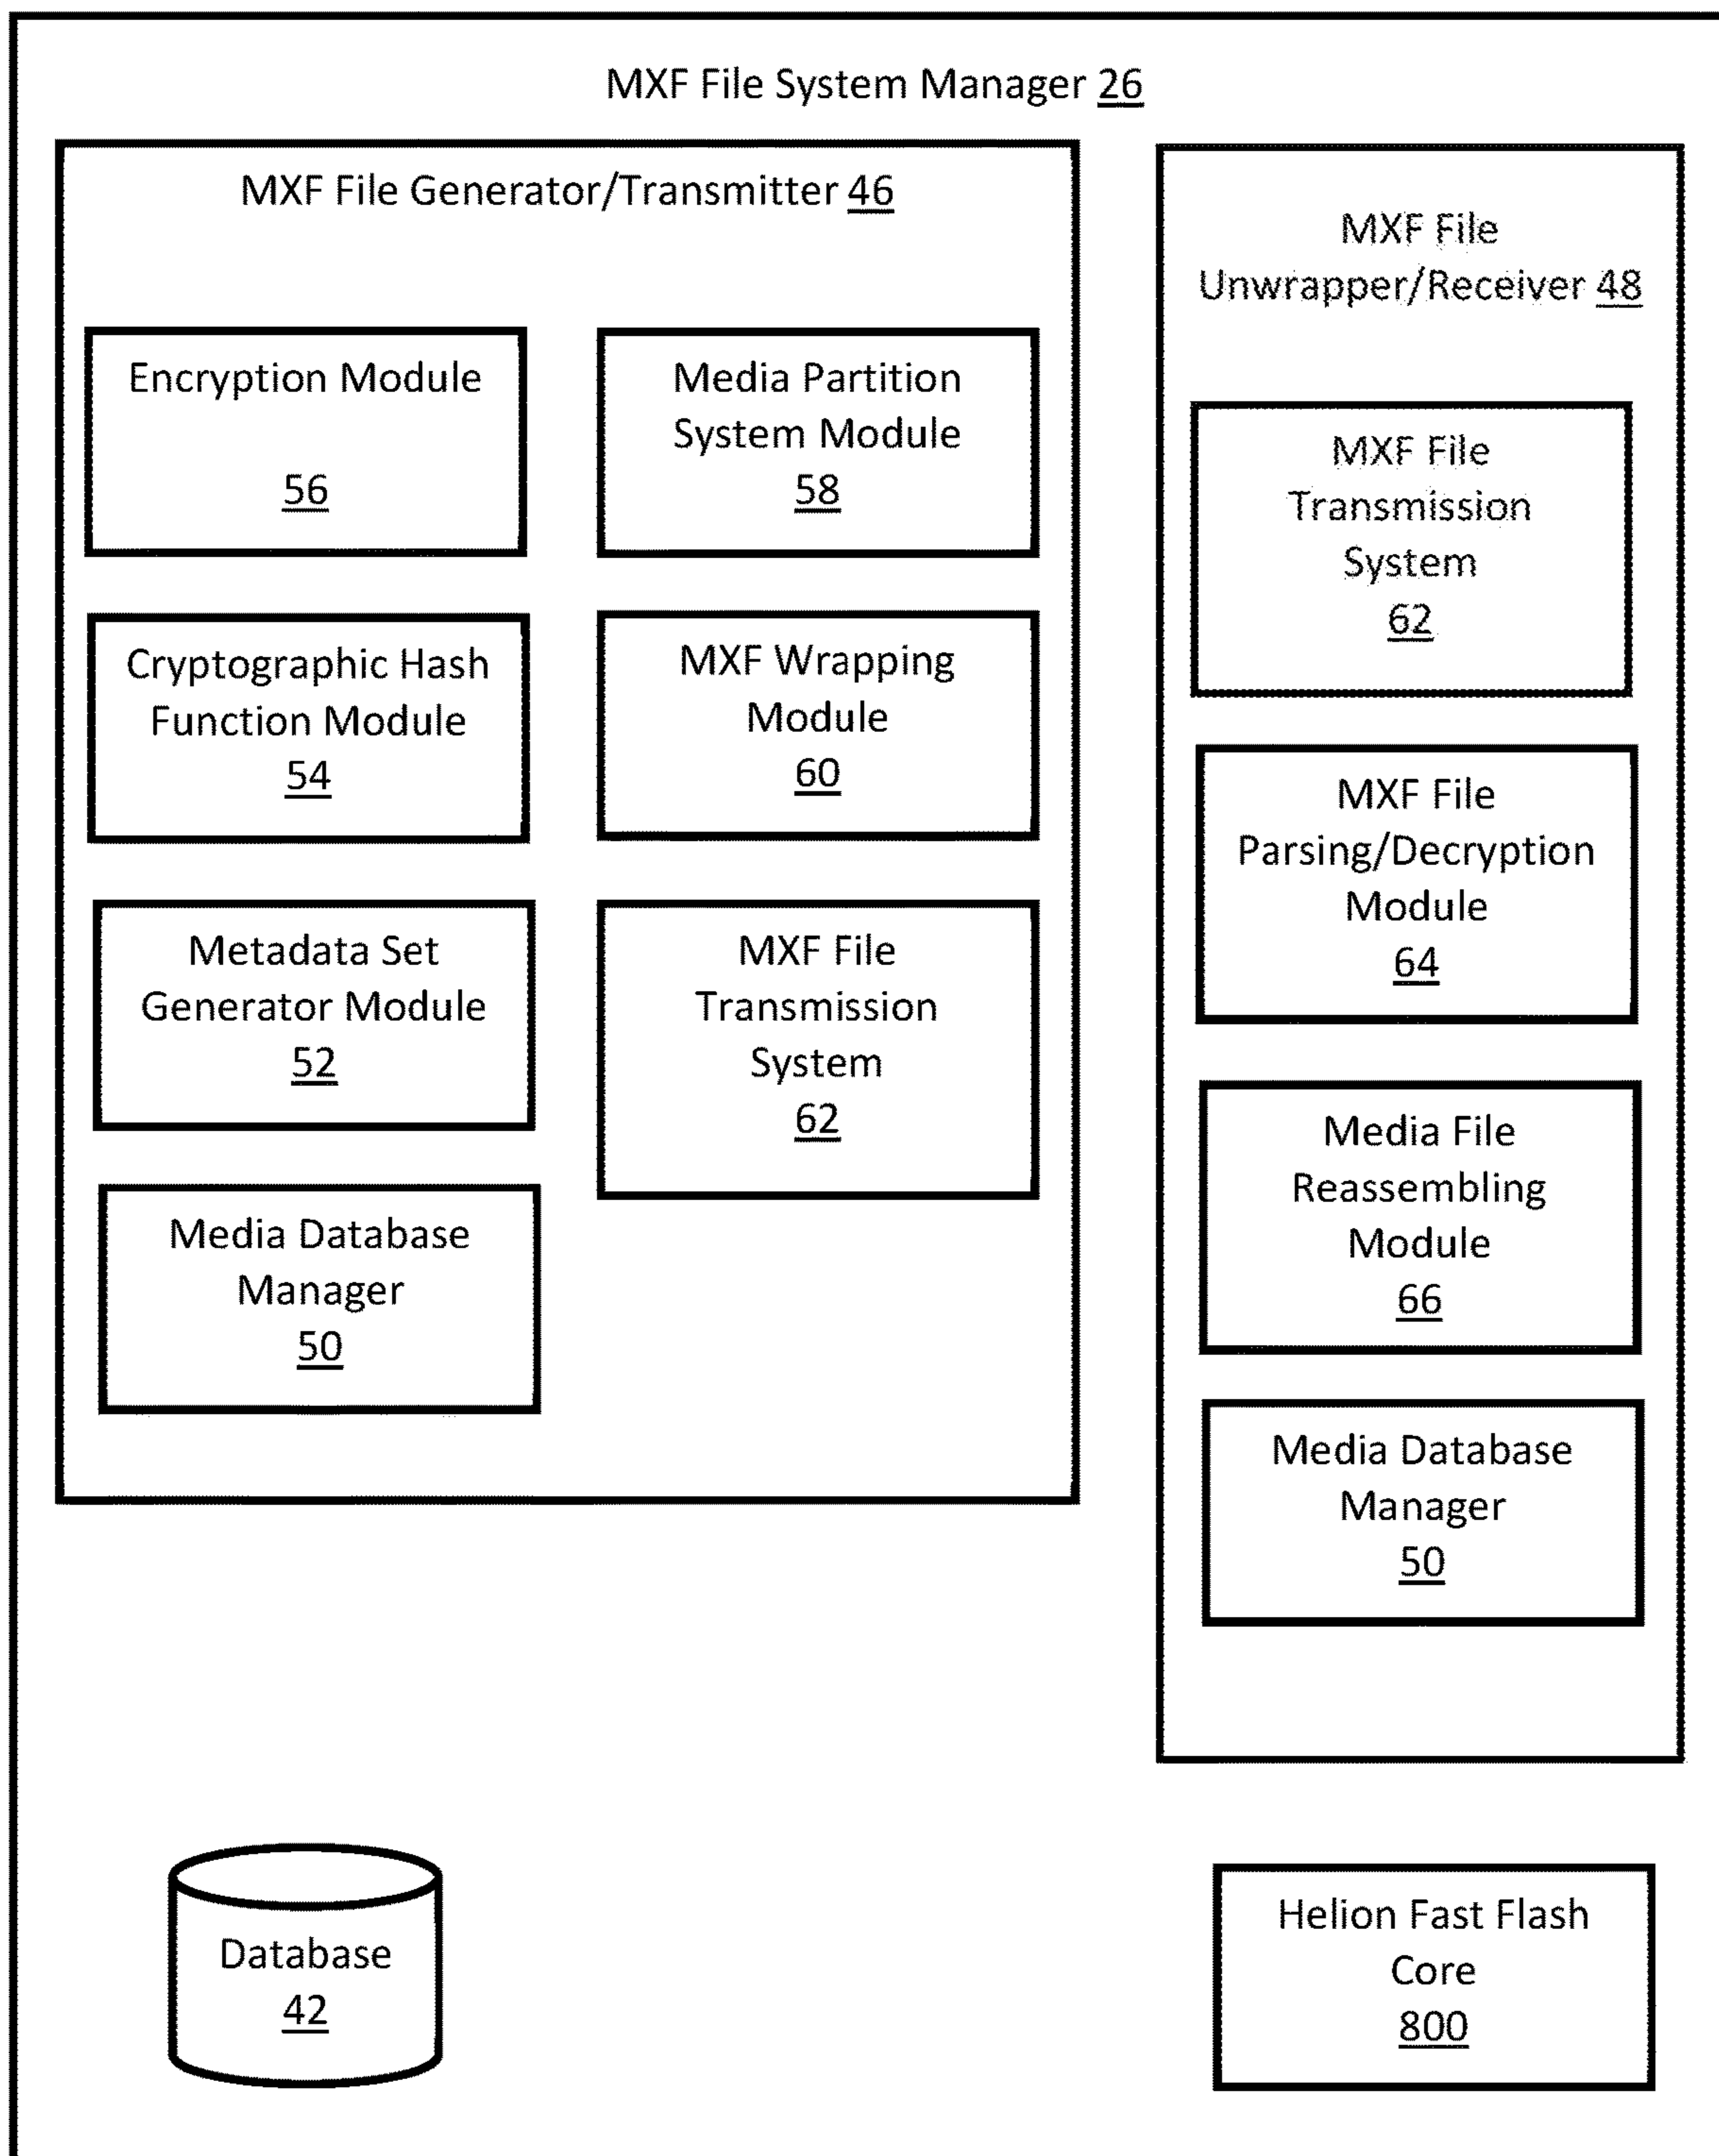 MXF File System Manager 26
MXF File Generator/Transmitter 46
Encryption Module
56
Media Partition
System Module
58
Cryptographic Hash
Function Module
54
MXF Wrapping
Module
60
Metadata Set
Generator Module
52
MXF File
Transmission
System
62
Media Database
Manager
50
MXF File
Unwrapper/Receiver 48
MXF File
Transmission
System
62
MXF File
Parsing/Decryption
Module
64
Media File
Reassembling
Module
66
Media Database
Manager
50
Database
42
Helion Fast Flash
Core
800